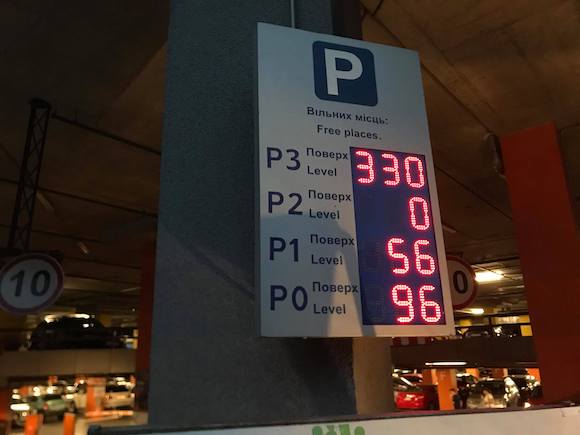 P
Вільних місць:
Free places.
P3 Поверх Level 330
P2 Поверх Level 0
P1 Поверх Level 56
P0 Поверх Level 96
10